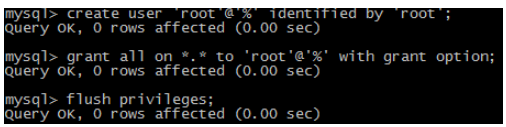 mysql> create user 'root'@'%' identified by 'root';
Query OK, 0 rows affected (0.00 sec)
mysql> grant all on *.* to 'root'@'%' with grant option;
Query OK, 0 rows affected (0.00 sec)
mysql> flush privileges;
Query OK, 0 rows affected (0.00 sec)